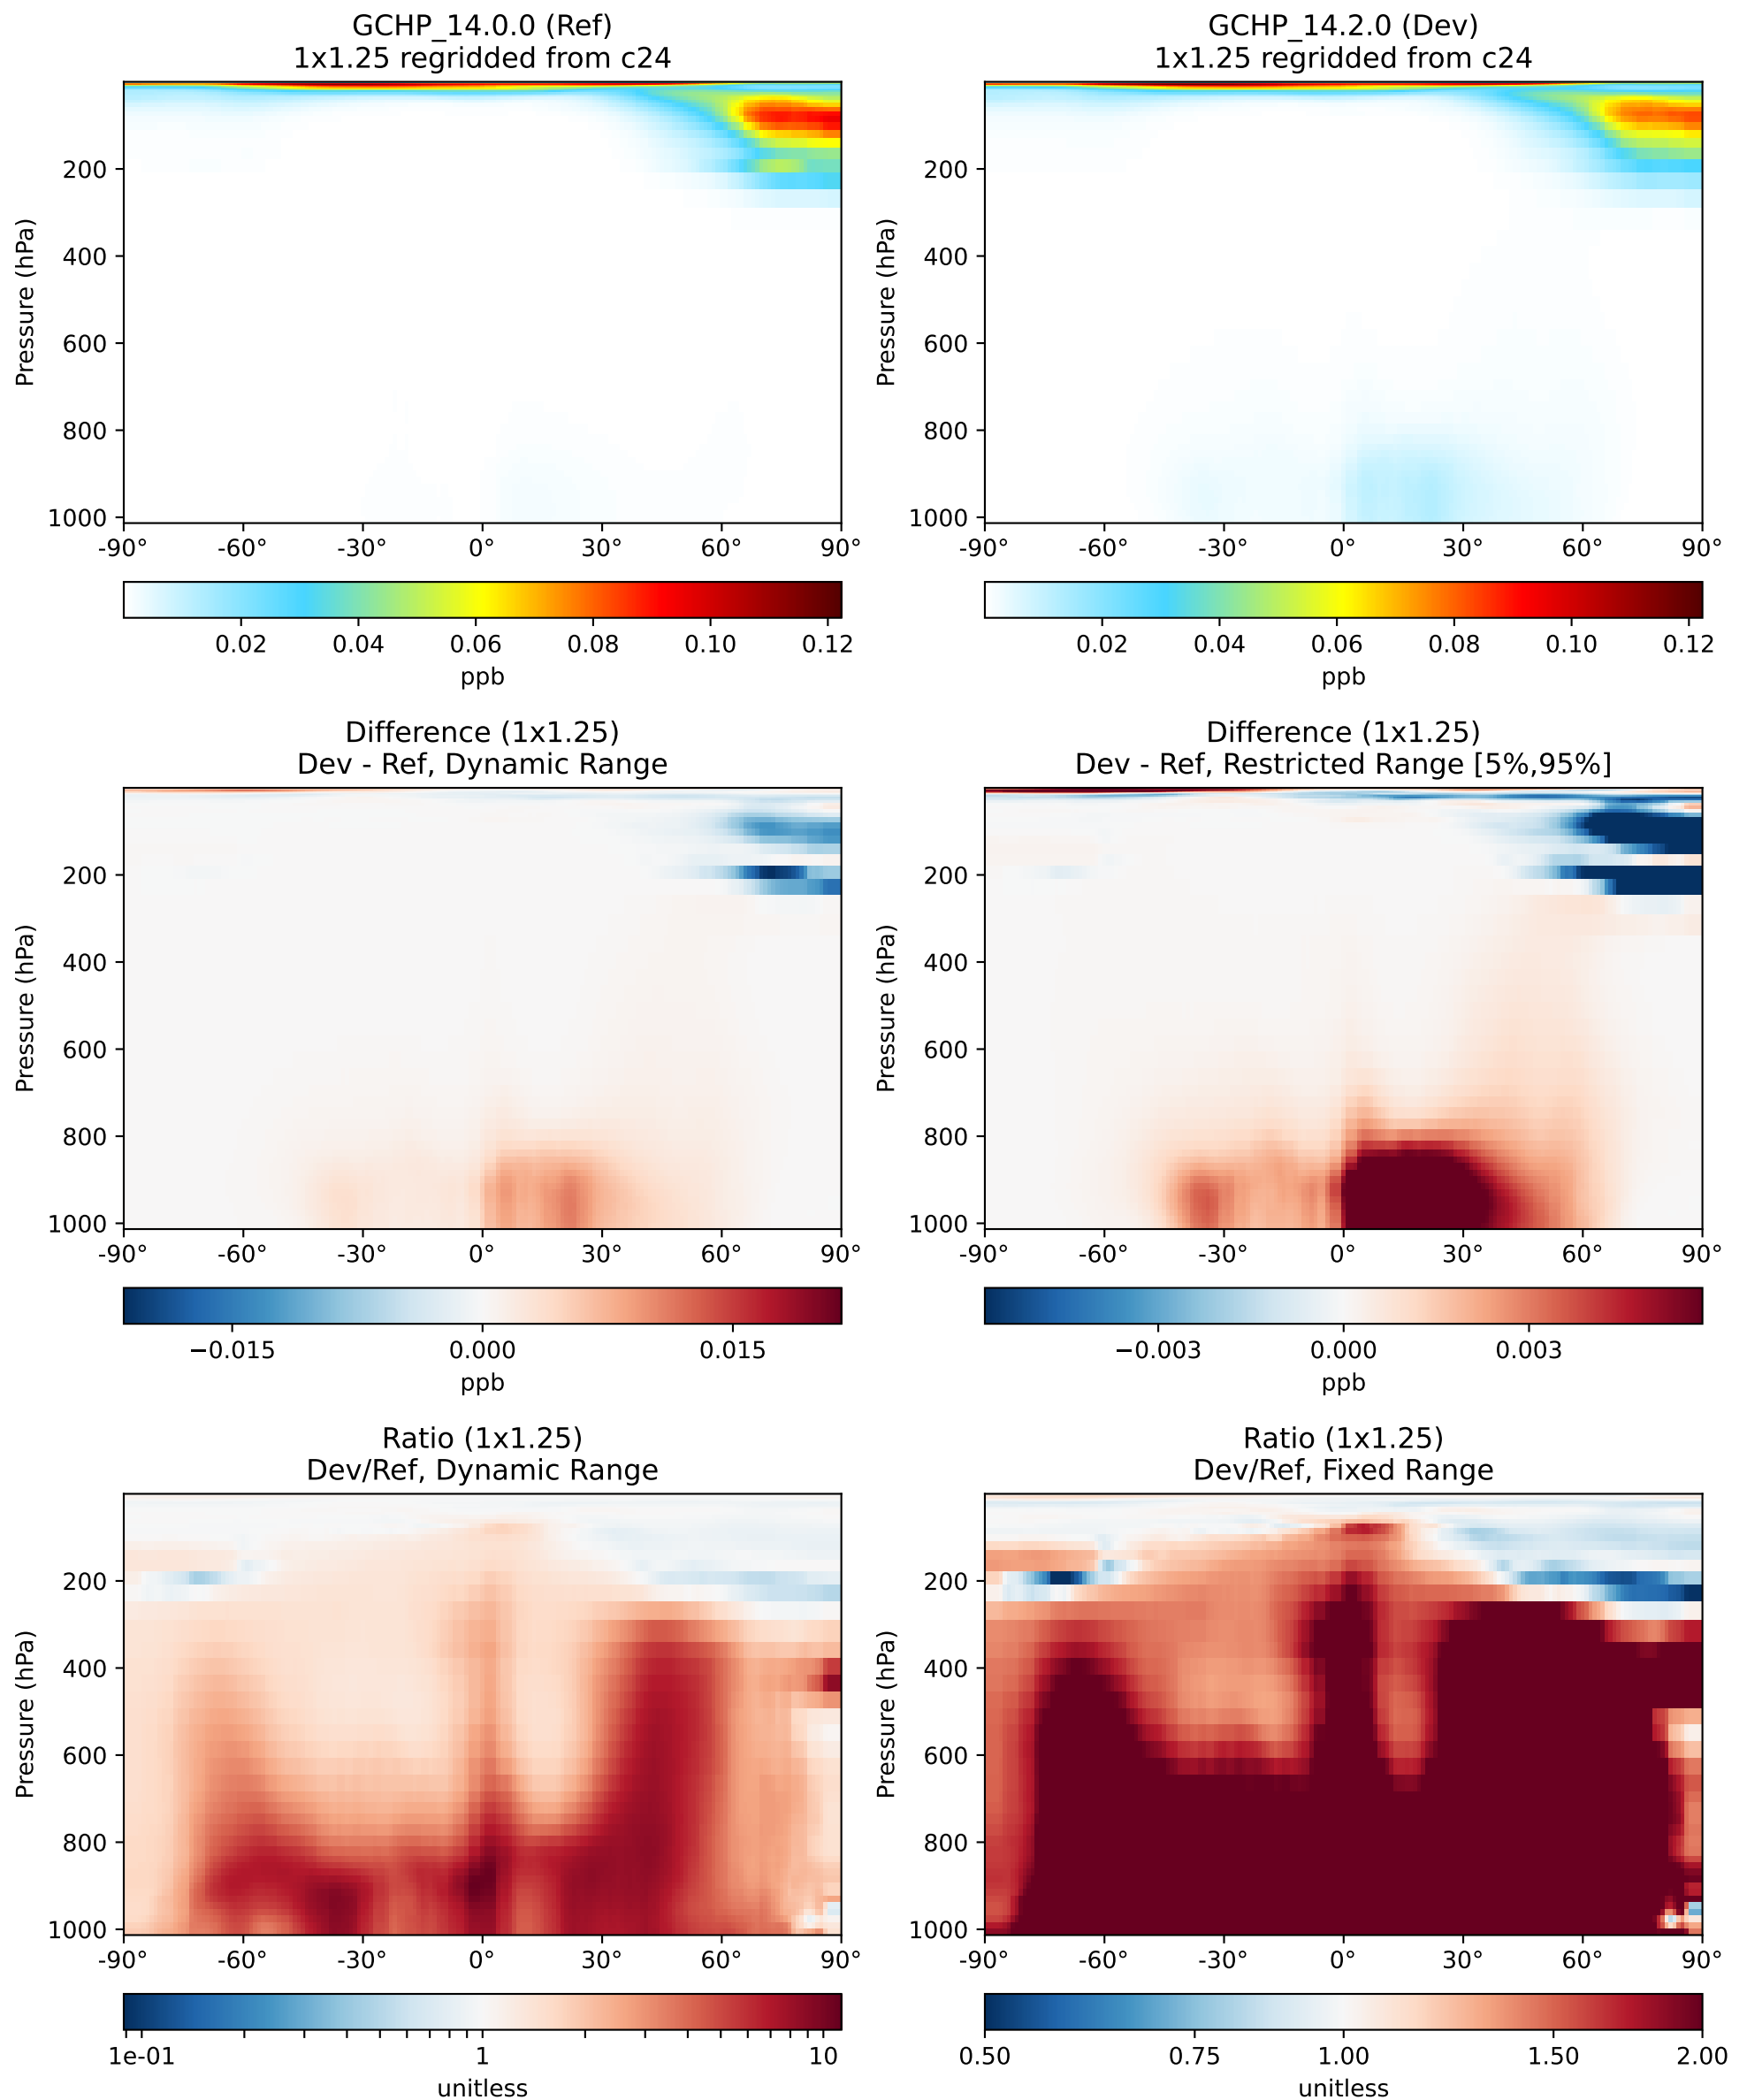 GCHP_14.0.0 (Ref)
1x1.25 regridded from c24
GCHP_14.2.0 (Dev)
1x1.25 regridded from c24
Pressure (hPa)
200
400
600
800
1000
-90° -60° -30° 0° 30° 60° 90°
0.02 0.04 0.06 0.08 0.10 0.12
ppb
Pressure (hPa)
200
400
600
800
1000
-90° -60° -30° 0° 30° 60° 90°
0.02 0.04 0.06 0.08 0.10 0.12
ppb
Difference (1x1.25)
Dev - Ref, Dynamic Range
Difference (1x1.25)
Dev - Ref, Restricted Range [5%,95%]
Pressure (hPa)
200
400
600
800
1000
-90° -60° -30° 0° 30° 60° 90°
−0.015 0.000 0.015
ppb
Pressure (hPa)
200
400
600
800
1000
-90° -60° -30° 0° 30° 60° 90°
−0.003 0.000 0.003
ppb
Ratio (1x1.25)
Dev/Ref, Dynamic Range
Ratio (1x1.25)
Dev/Ref, Fixed Range
Pressure (hPa)
200
400
600
800
1000
-90° -60° -30° 0° 30° 60° 90°
1e-01 1 10
unitless
Pressure (hPa)
200
400
600
800
1000
-90° -60° -30° 0° 30° 60° 90°
0.50 0.75 1.00 1.50 2.00
unitless